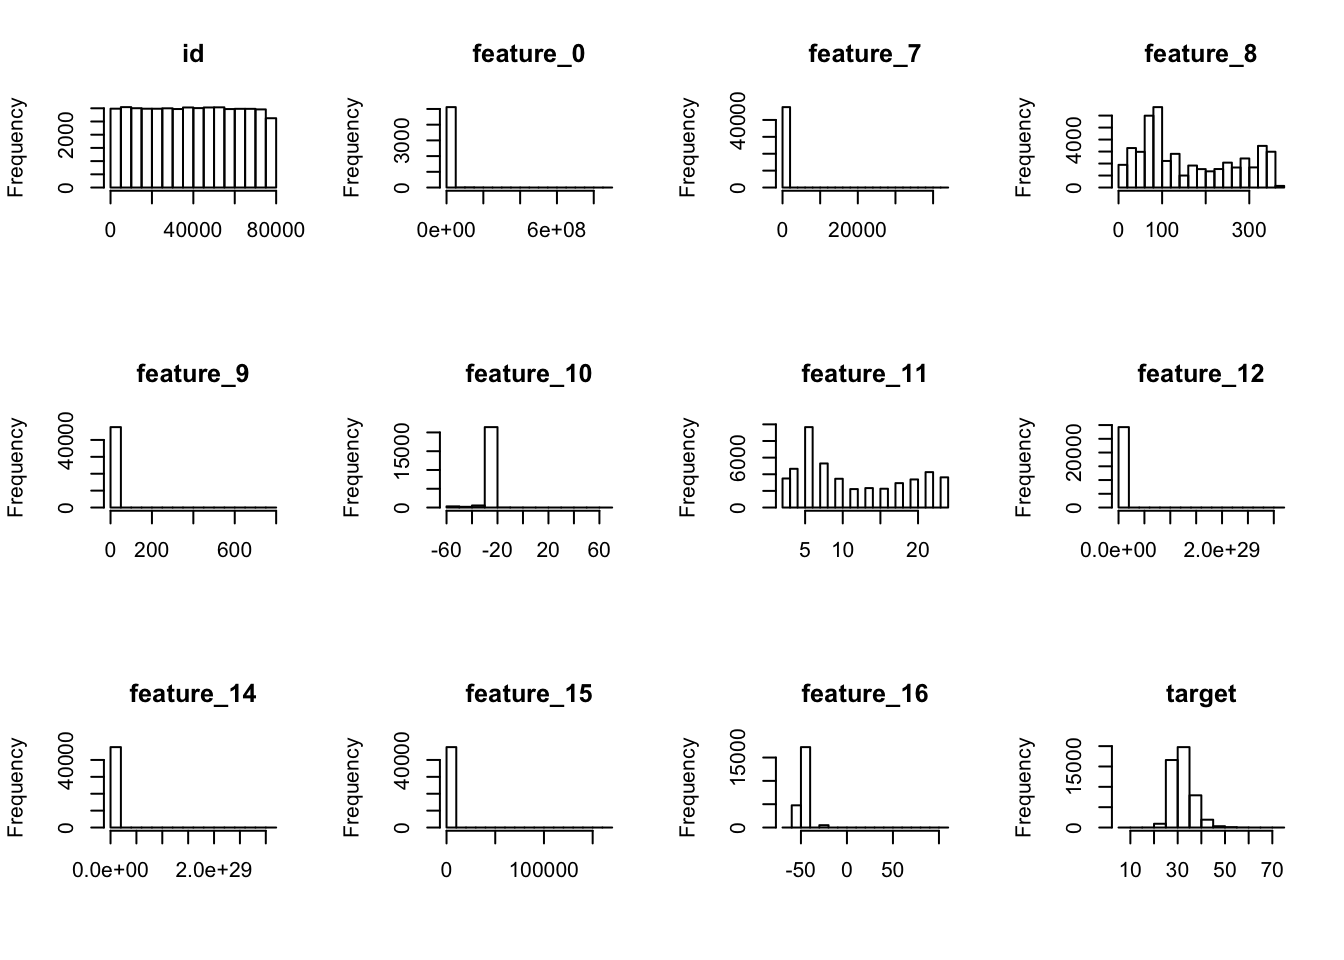 id
Frequency
0 2000
0 40000 80000
feature_0
Frequency
0 3000
0e+00 6e+08
feature_7
Frequency
0 40000
0 20000
feature_8
Frequency
0 4000
0 100 300
feature_9
Frequency
0 40000
0 200 600
feature_10
Frequency
0 15000
-60 -20 20 60
feature_11
Frequency
0 6000
5 10 20
feature_12
Frequency
0 20000
0.0e+00 2.0e+29
feature_14
Frequency
0 40000
0.0e+00 2.0e+29
feature_15
Frequency
0 40000
0 100000
feature_16
Frequency
0 15000
-50 0 50
target
Frequency
0 15000
10 30 50 70